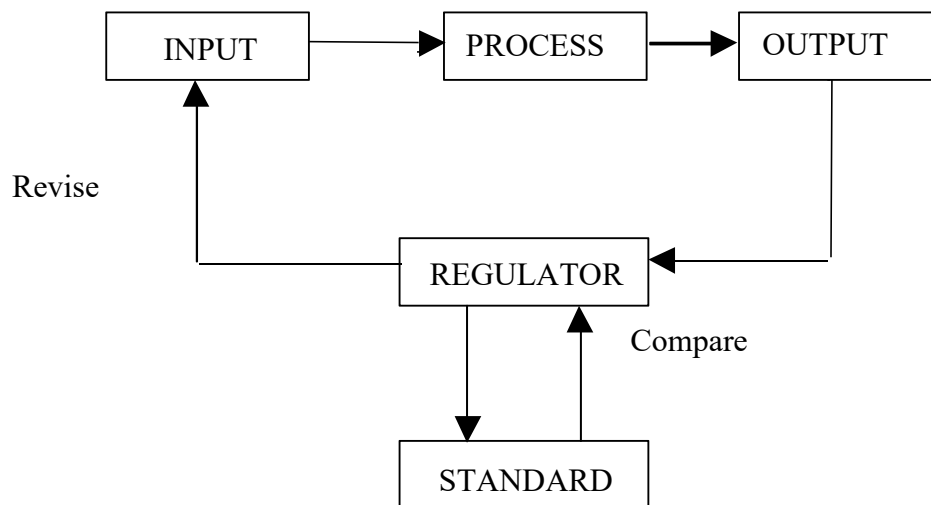 INPUT
PROCESS
OUTPUT
Revise
REGULATOR
Compare
STANDARD